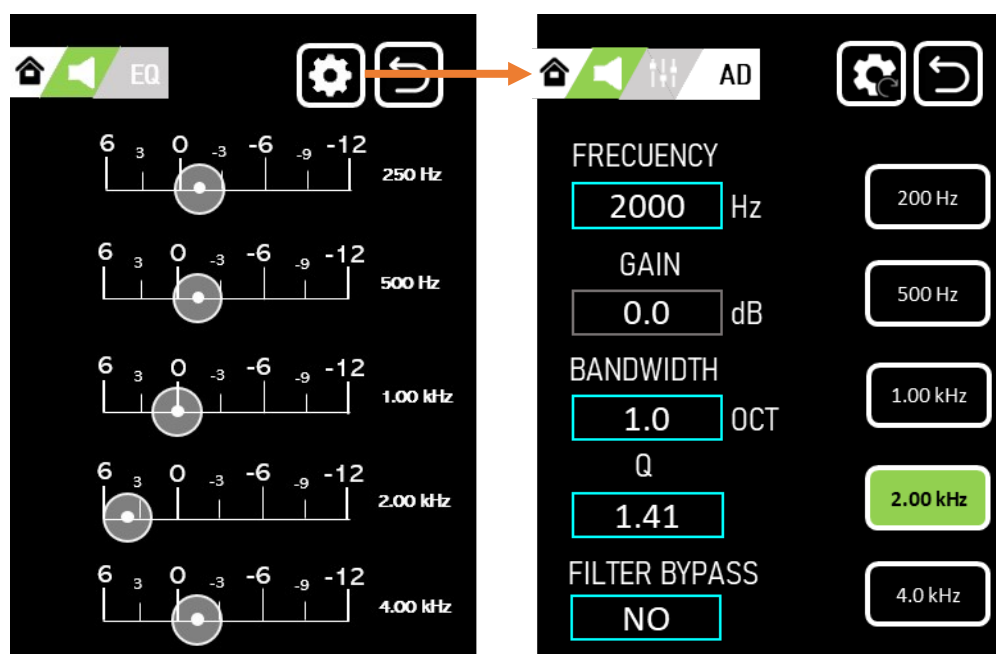 EQ
6 3 0 -3 -6 -9 -12
250 Hz
6 3 0 -3 -6 -9 -12
500 Hz
6 3 0 -3 -6 -9 -12
1.00 kHz
6 3 0 -3 -6 -9 -12
2.00 kHz
6 3 0 -3 -6 -9 -12
4.00 kHz
AD
FRECUENCY
2000 Hz
GAIN
0.0 dB
BANDWIDTH
1.0 OCT
Q
1.41
FILTER BYPASS
NO
200 Hz
500 Hz
1.00 kHz
2.00 kHz
4.0 kHz